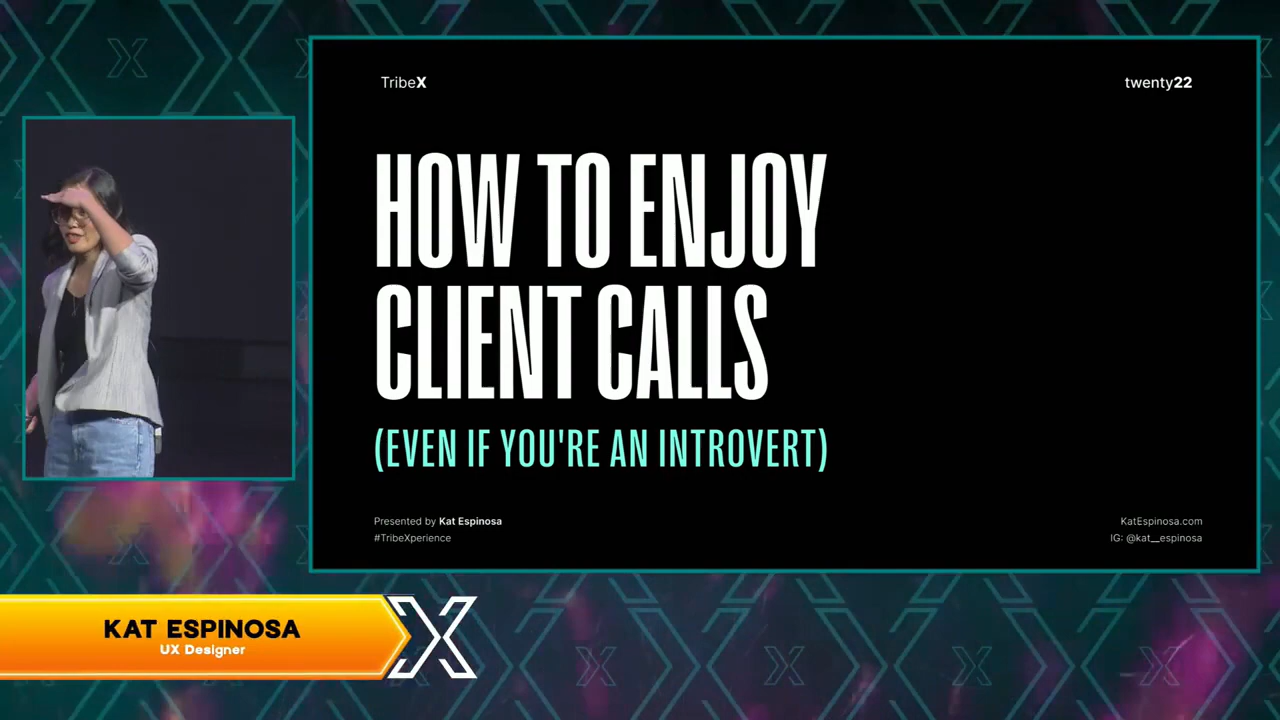 TribeX
twenty22
HOW TO ENJOY
CLIENT CALLS
(EVEN IF YOU'RE AN INTROVERT)
Presented by Kat Espinosa
#TribeXperience
KatEspinosa.com
IG: @kat__espinosa
KAT ESPINOSA
UX Designer
X